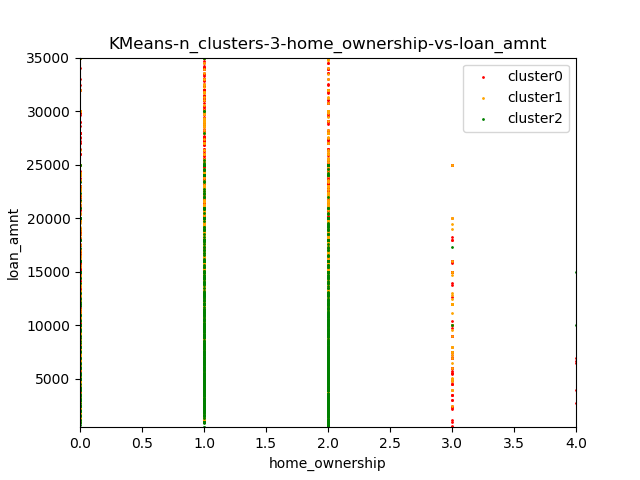 KMeans-n_clusters-3-home_ownership-vs-loan_amnt
35000
30000
25000
20000
15000
10000
5000
loan_amnt
cluster0
cluster1
cluster2
0.0 0.5 1.0 1.5 2.0 2.5 3.0 3.5 4.0
home_ownership